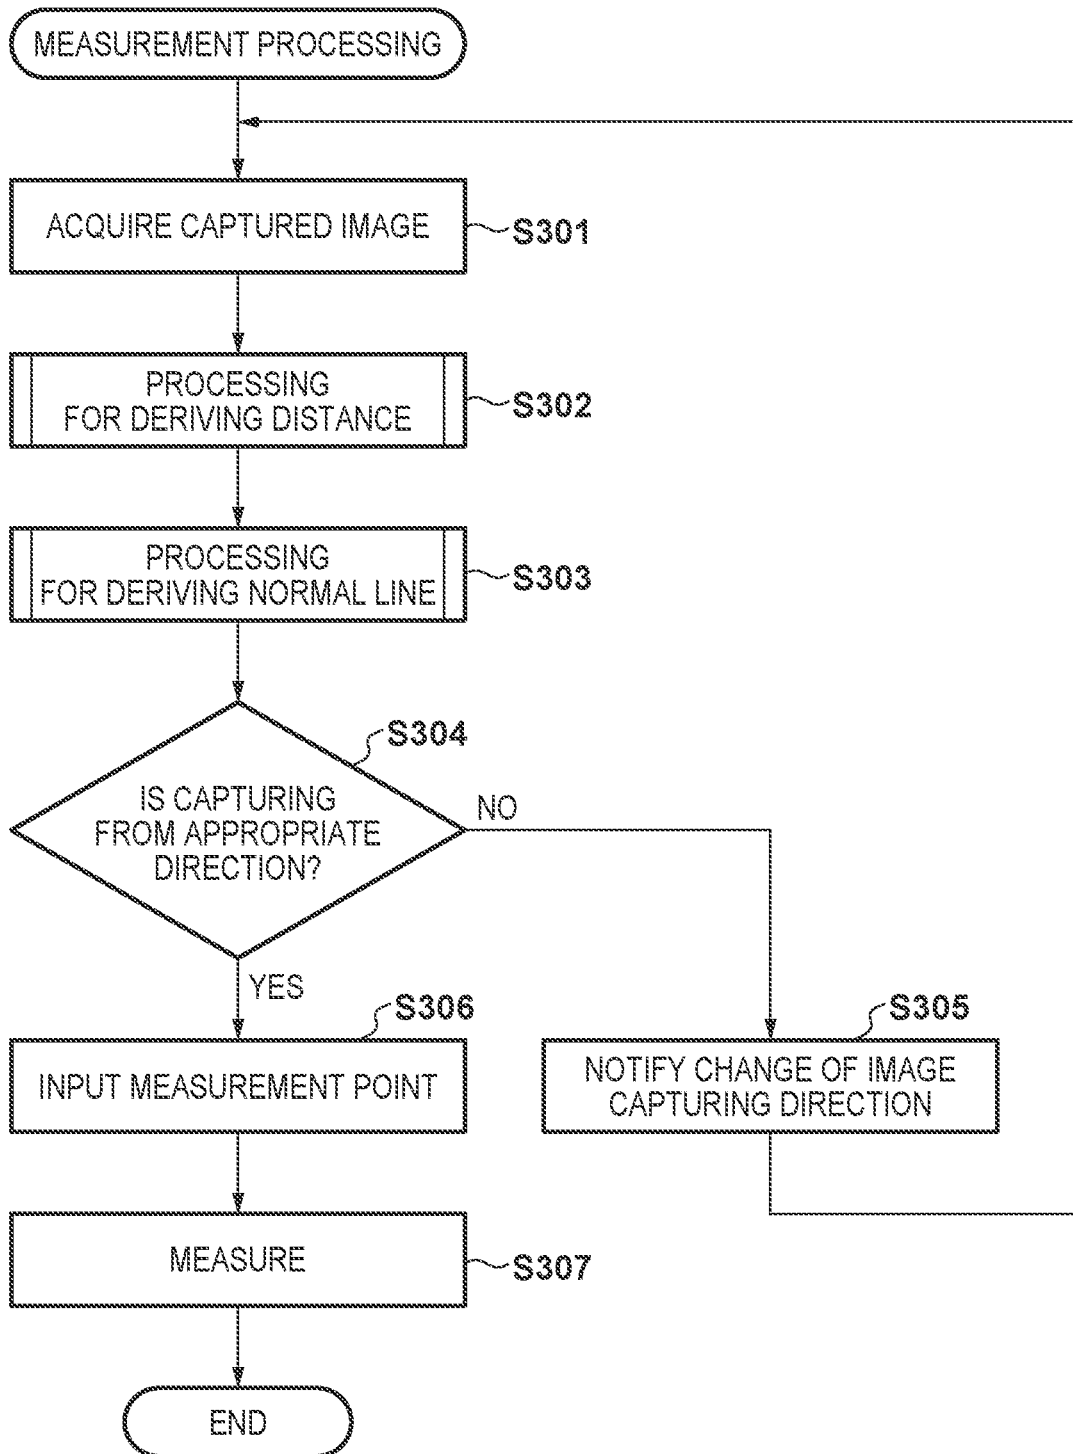 MEASUREMENT PROCESSING
ACQUIRE CAPTURED IMAGE
S301
PROCESSING
FOR DERIVING DISTANCE
S302
PROCESSING
FOR DERIVING NORMAL LINE
S303
S304
IS CAPTURING
FROM APPROPRIATE
DIRECTION?
NO
YES
S306
INPUT MEASUREMENT POINT
S305
NOTIFY CHANGE OF IMAGE
CAPTURING DIRECTION
MEASURE
S307
END